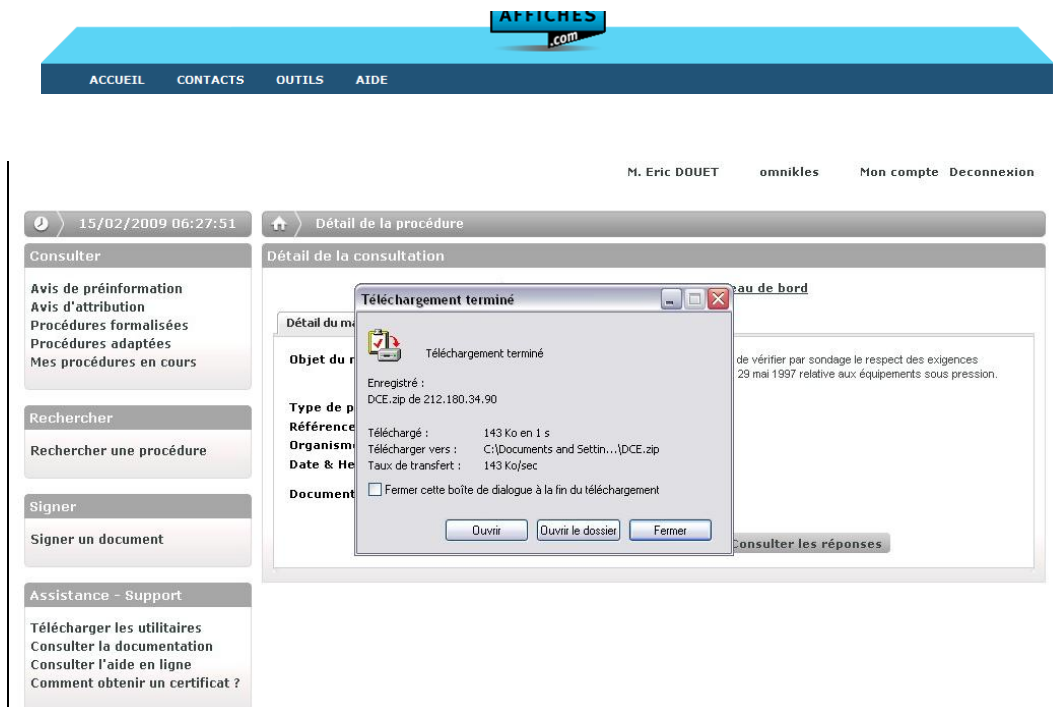 AFFICHES
.com
ACCUEIL CONTACTS OUTILS AIDE
M. Eric DOUET omnikles Mon compte Deconnexion
15/02/2009 06:27:51
Détail de la procédure
Consulter
Avis de préinformation
Avis d'attribution
Procédures formalisées
Procédures adaptées
Mes procédures en cours
Rechercher
Rechercher une procédure
Signer
Signer un document
Assistance - Support
Télécharger les utilitaires
Consulter la documentation
Consulter l'aide en ligne
Comment obtenir un certificat ?
Détail de la consultation
eau de bord
Détail du ma
Objet du
de vérifier par sondage le respect des exigences
29 mai 1997 relative aux équipements sous pression.
Type de p
Référence
Organism
Date & He
Document
Consulter les réponses
Téléchargement terminé
Téléchargement terminé
Enregistré :
DCE.zip de 212.180.34.90
Téléchargé : 143 Ko en 1 s
Télécharger vers : C:\Documents and Settin...\DCE.zip
Taux de transfert : 143 Ko/sec
Fermer cette boîte de dialogue à la fin du téléchargement
Ouvrir Ouvrir le dossier Fermer